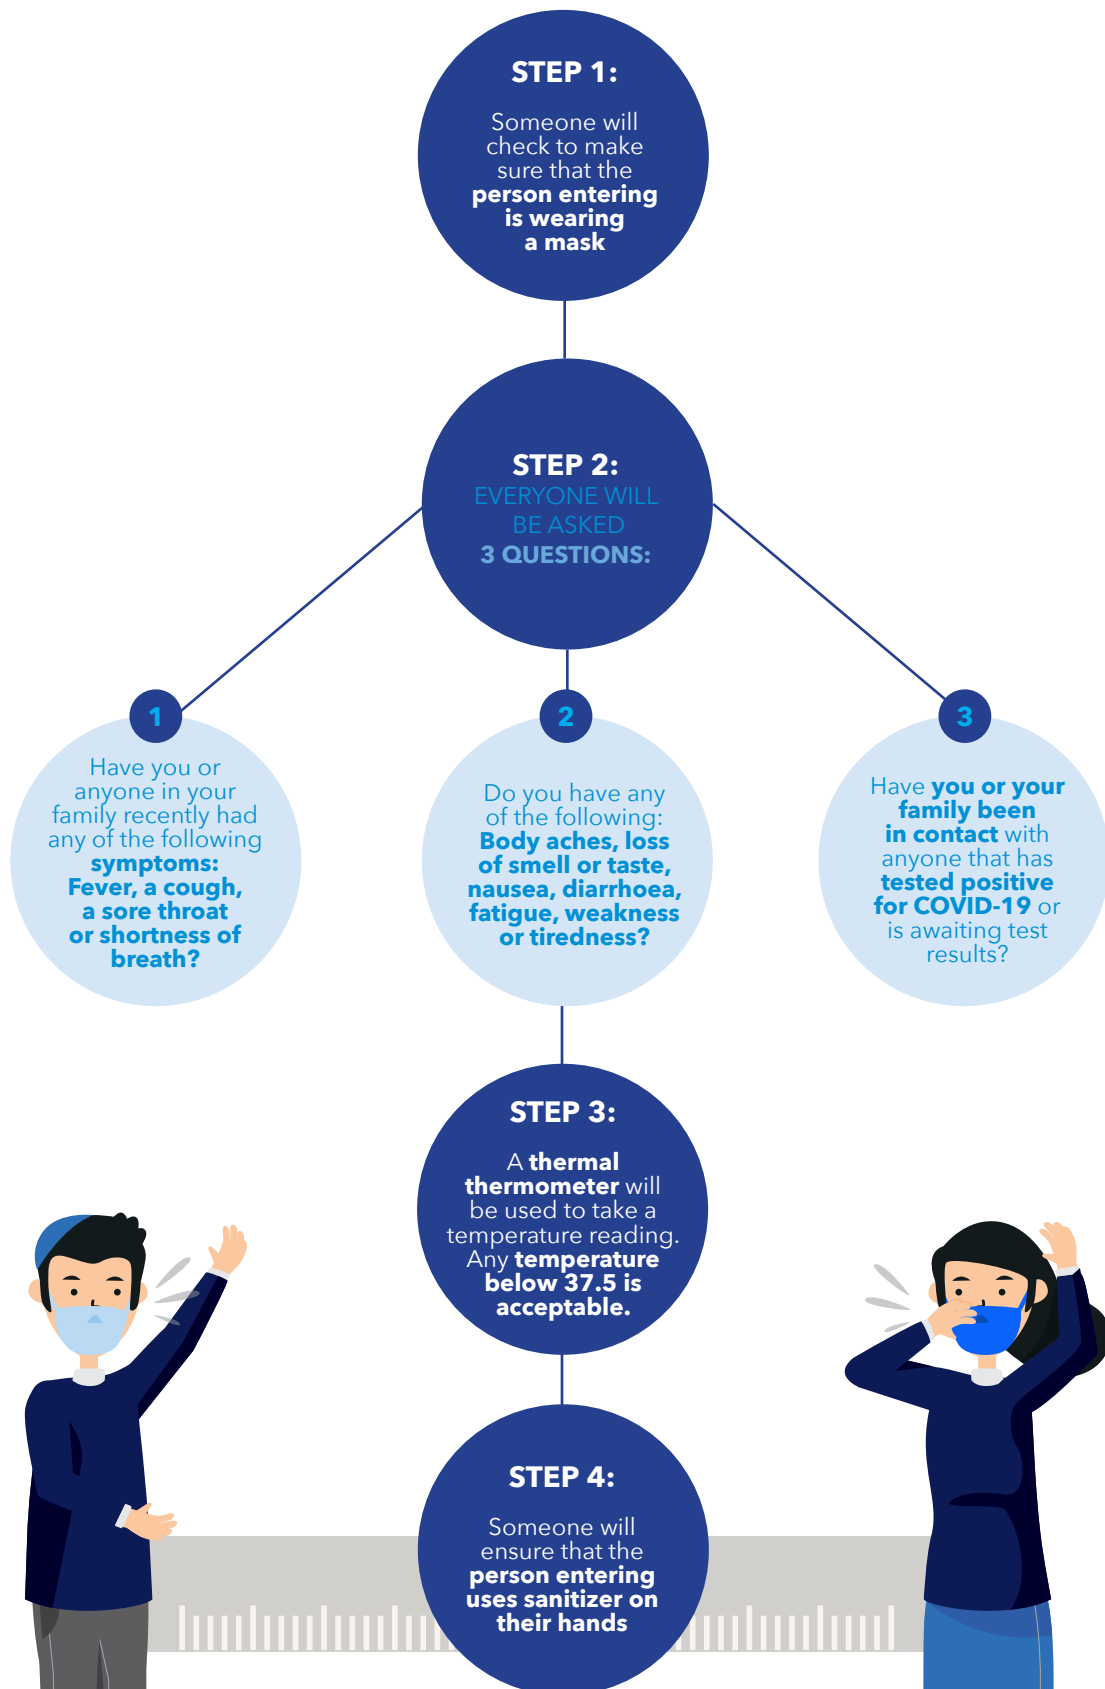 STEP 1:
Someone will
check to make
sure that the
person entering
is wearing
a mask
STEP 2:
EVERYONE WILL
BE ASKED
3 QUESTIONS:
1
Have you or
anyone in your
family recently had
any of the following
symptoms:
Fever, a cough,
a sore throat
or shortness of
breath?
2
Do you have any
of the following:
Body aches, loss
of smell or taste,
nausea, diarrhoea,
fatigue, weakness
or tiredness?
3
Have you or your
family been
in contact with
anyone that has
tested positive
for COVID-19 or
is awaiting test
results?
STEP 3:
A thermal
thermometer will
be used to take a
temperature reading.
Any temperature
below 37.5 is
acceptable.
STEP 4:
Someone will
ensure that the
person entering
uses sanitizer on
their hands